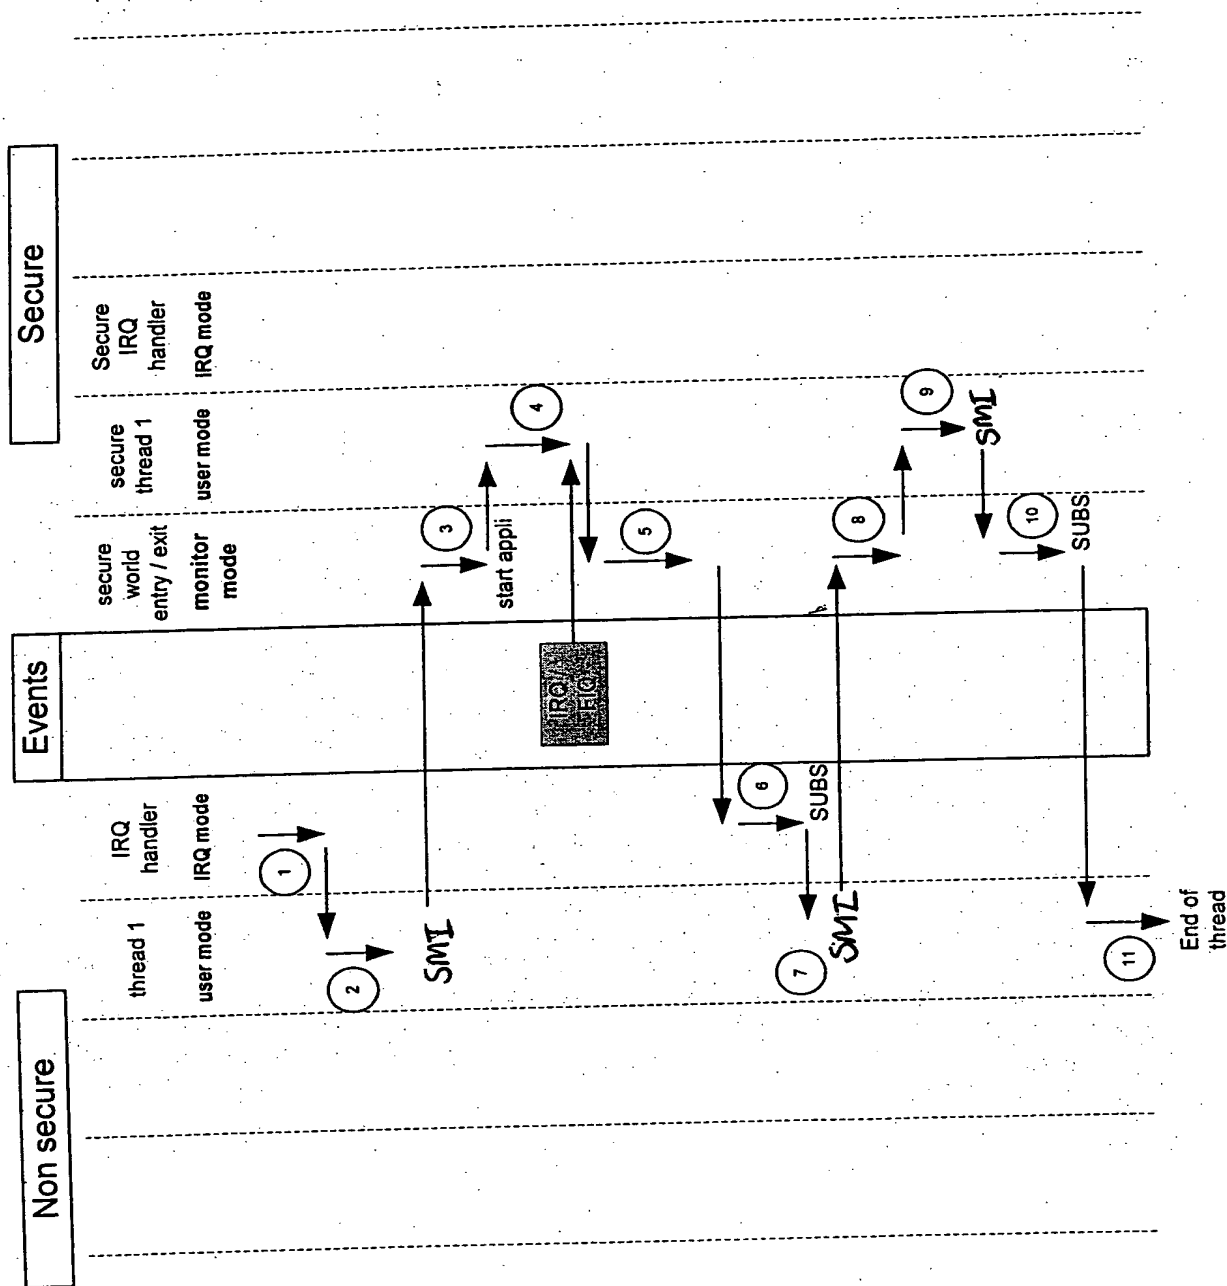 Non secure
Events
Secure
thread 1
user mode
IRQ
handler
IRQ mode
secure
world
entry / exit
monitor
mode
secure
thread 1
user mode
Secure
IRQ
handler
IRQ mode
1
2
SMI
3
start appli
4
IRQ/
FIQ
5
6
SUBS
7
SMI
8
9
SMI
10
SUBS
11
End of
thread